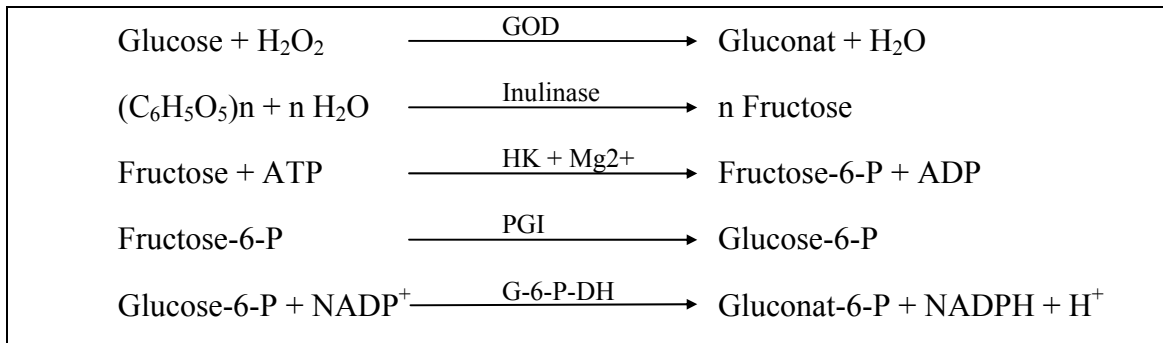 Glucose + H₂O₂ GOD Gluconat + H₂O
(C₆H₅O₅)n + n H₂O Inulinase n Fructose
Fructose + ATP HK + Mg2+ Fructose-6-P + ADP
Fructose-6-P PGI Glucose-6-P
Glucose-6-P + NADP⁺ G-6-P-DH Gluconat-6-P + NADPH + H⁺